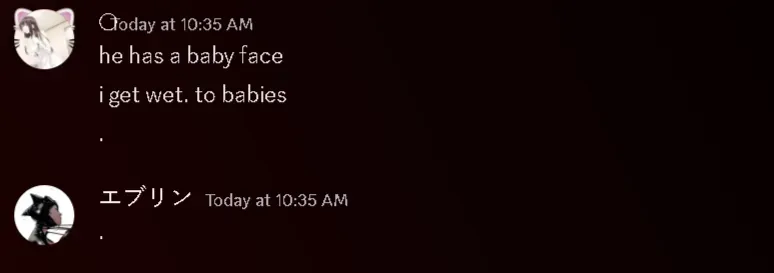 Today at 10:35 AM
he has a baby face
i get wet. to babies
.
エブリン Today at 10:35 AM
.